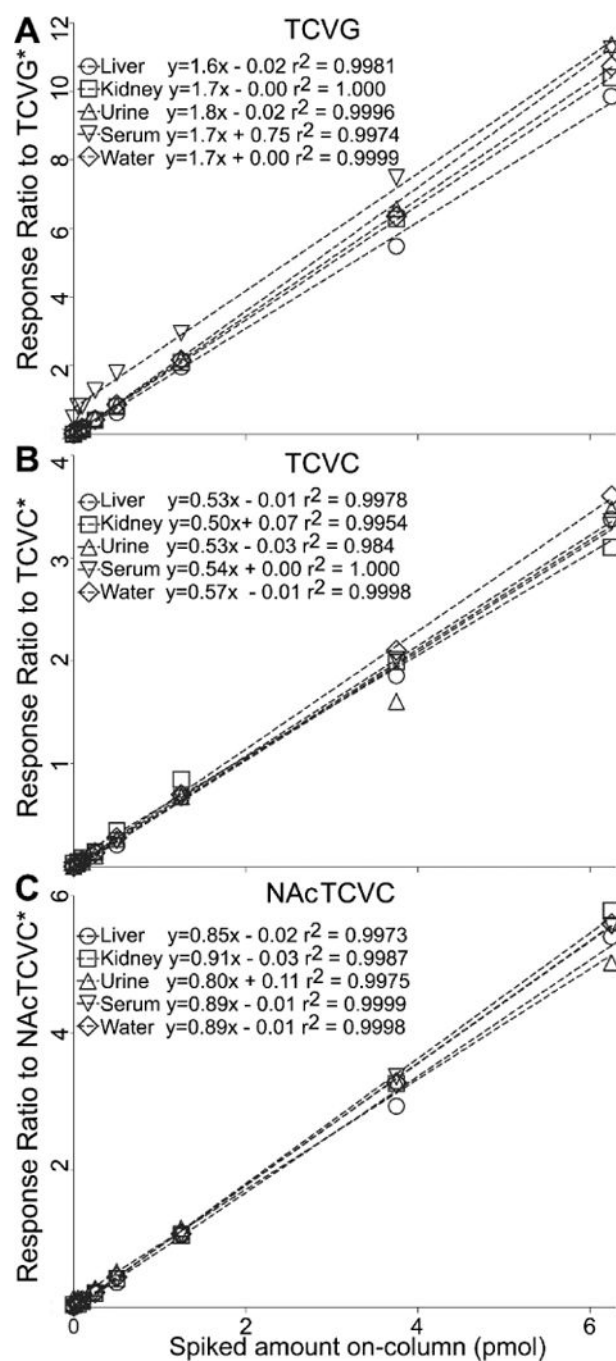 A
TCVG
Liver y=1.6x - 0.02 r² = 0.9981
Kidney y=1.7x - 0.00 r² = 1.000
Urine y=1.8x - 0.02 r² = 0.9996
Serum y=1.7x + 0.75 r² = 0.9974
Water y=1.7x + 0.00 r² = 0.9999
Response Ratio to TCVG*
12
10
8
6
4
2
B
TCVC
Liver y=0.53x - 0.01 r² = 0.9978
Kidney y=0.50x+ 0.07 r² = 0.9954
Urine y=0.53x - 0.03 r² = 0.984
Serum y=0.54x + 0.00 r² = 1.000
Water y=0.57x - 0.01 r² = 0.9998
Response Ratio to TCVC*
4
3
2
1
C
NAcTCVC
Liver y=0.85x - 0.02 r² = 0.9973
Kidney y=0.91x - 0.03 r² = 0.9987
Urine y=0.80x + 0.11 r² = 0.9975
Serum y=0.89x - 0.01 r² = 0.9999
Water y=0.89x - 0.01 r² = 0.9998
Response Ratio to NAcTCVC*
6
4
2
0 2 4 6
Spiked amount on-column (pmol)